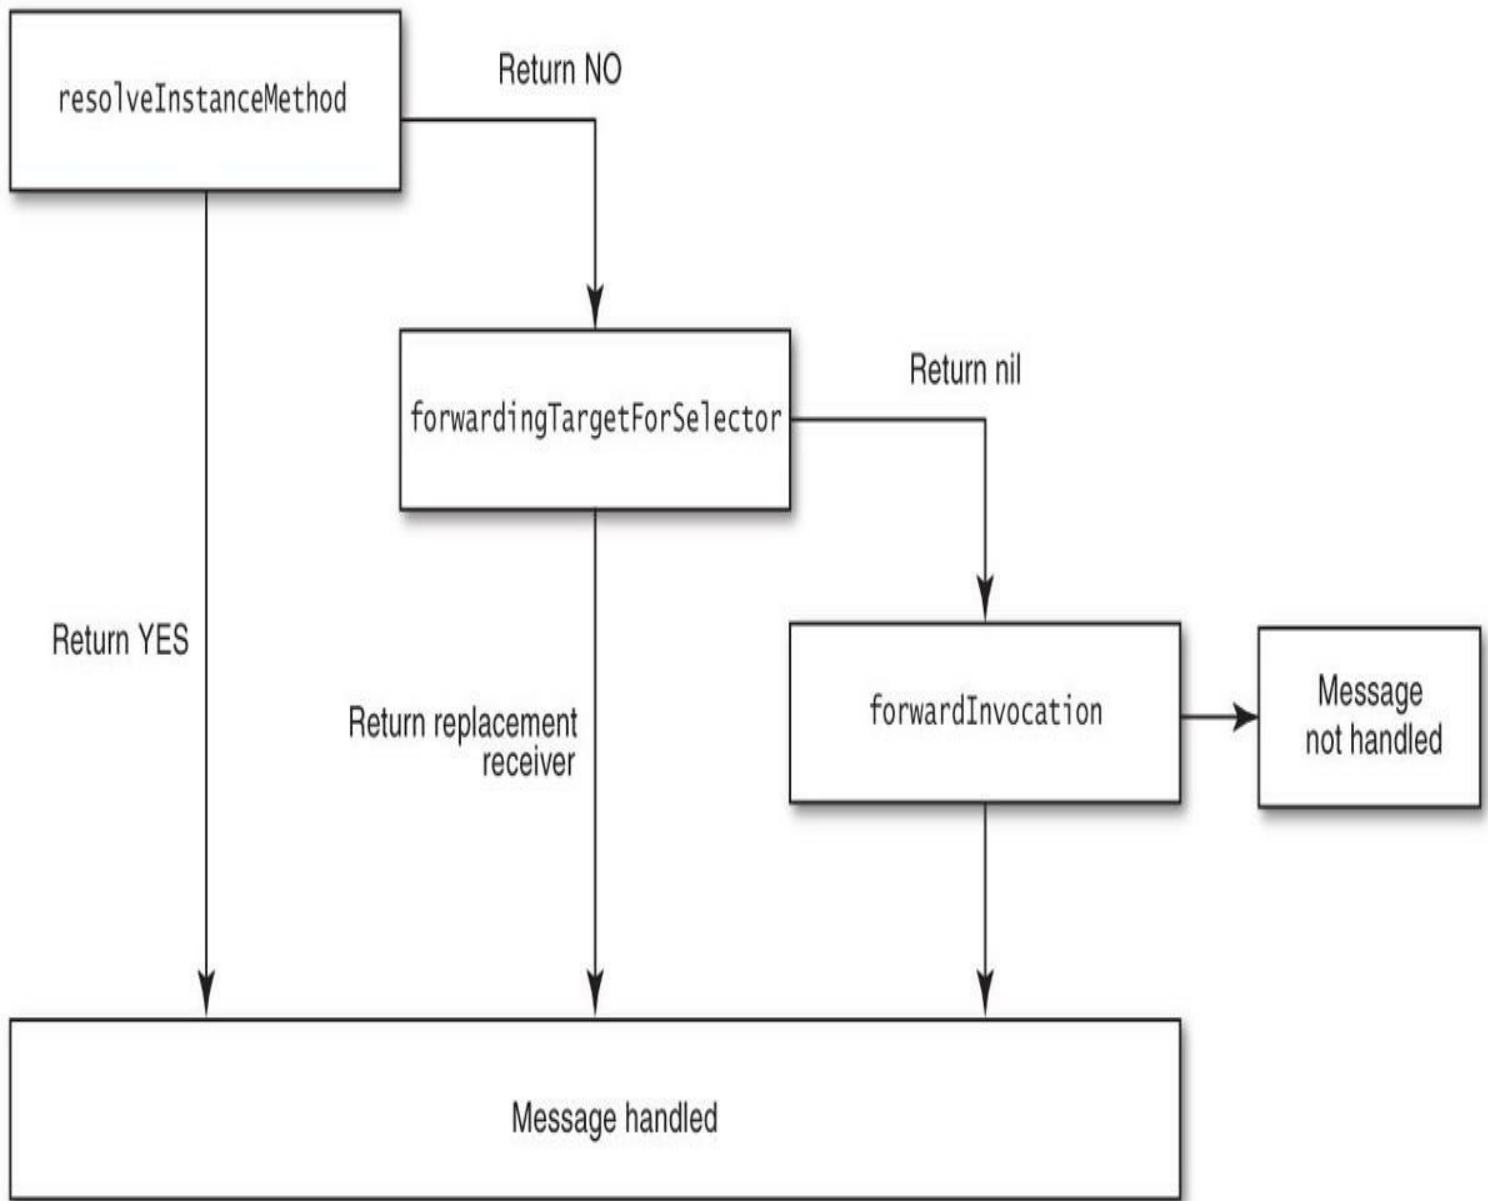 resolveInstanceMethod
Return NO
forwardingTargetForSelector
Return nil
Return YES
Return replacement
receiver
forwardInvocation
Message
not handled
Message handled